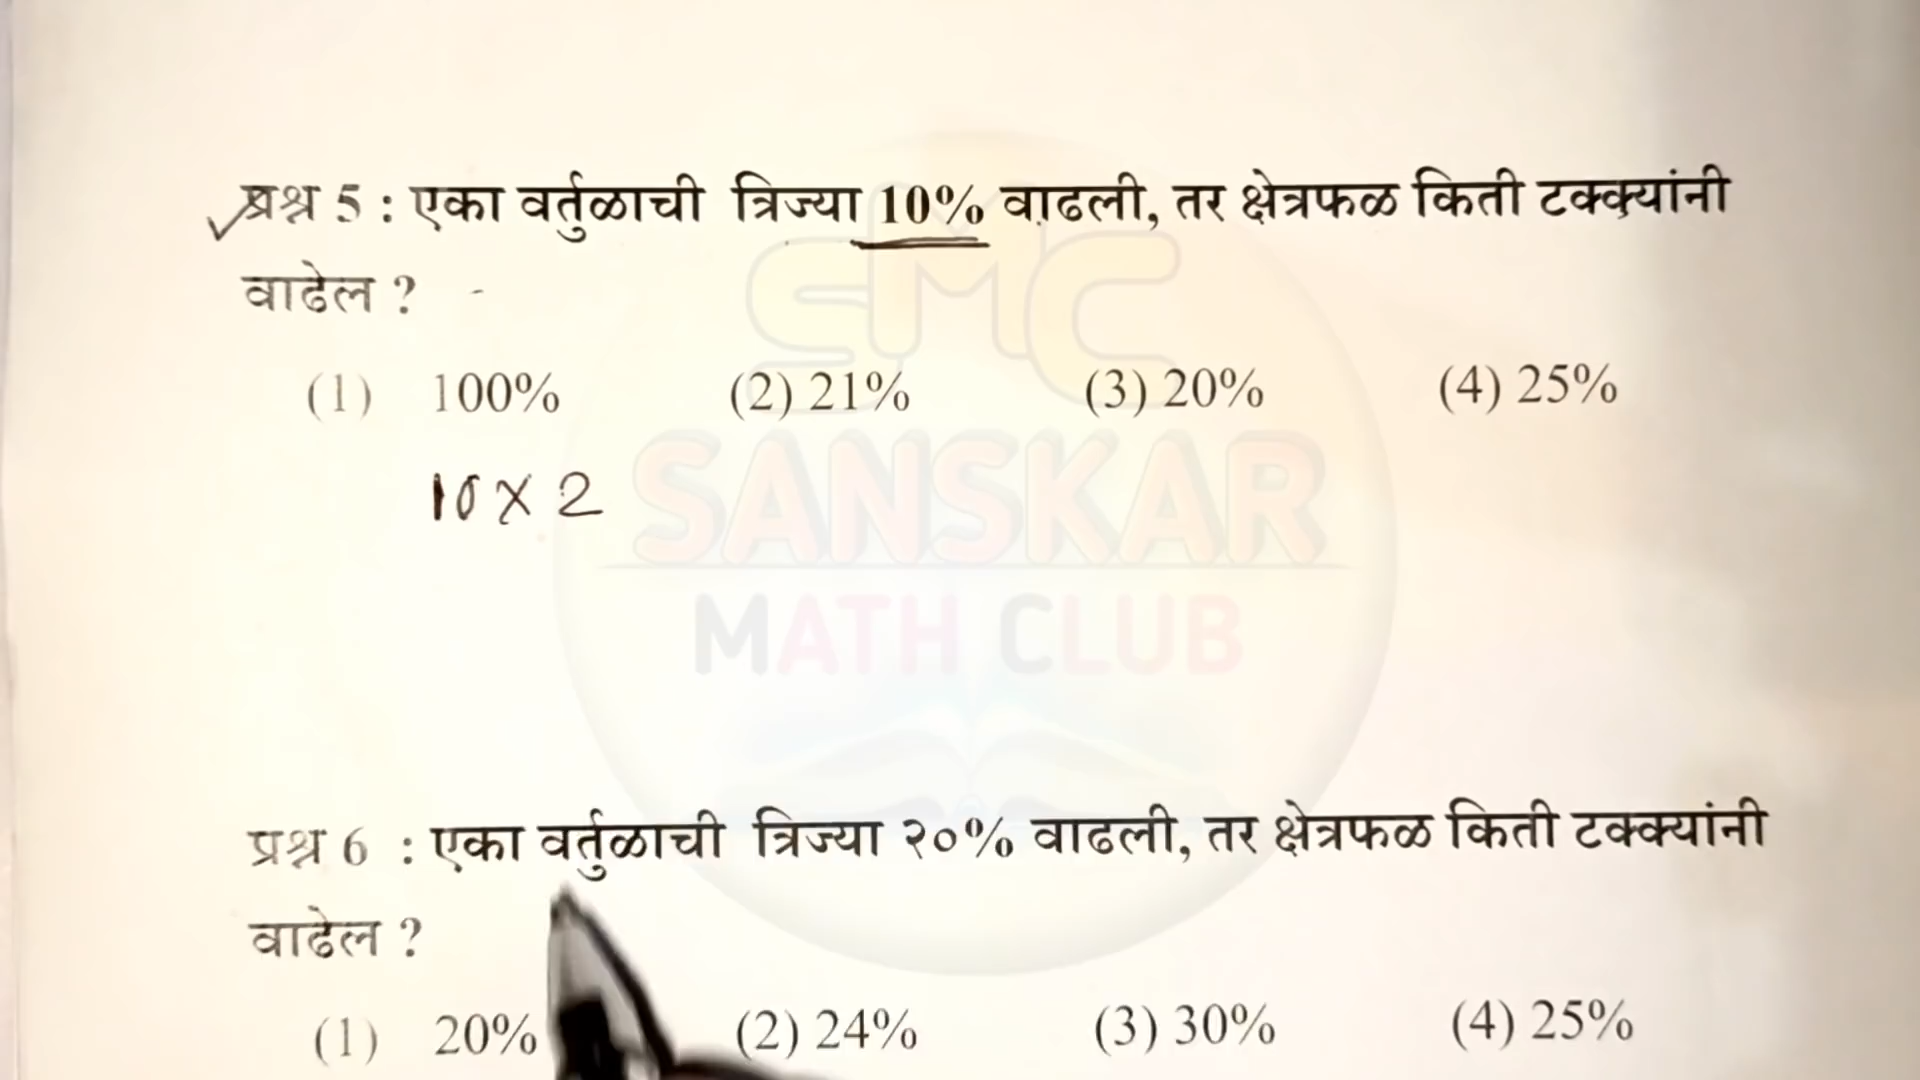 प्रश्न 5 : एका वर्तुळाची त्रिज्या 10% वाढली, तर क्षेत्रफळ किती टक्क्यांनी
वाढेल ?
(1) 100% (2) 21% (3) 20% (4) 25%
10 × 2
SMC
SANSKAR
MATH CLUB
प्रश्न 6 : एका वर्तुळाची त्रिज्या २०% वाढली, तर क्षेत्रफळ किती टक्क्यांनी
वाढेल ?
(1) 20% (2) 24% (3) 30% (4) 25%